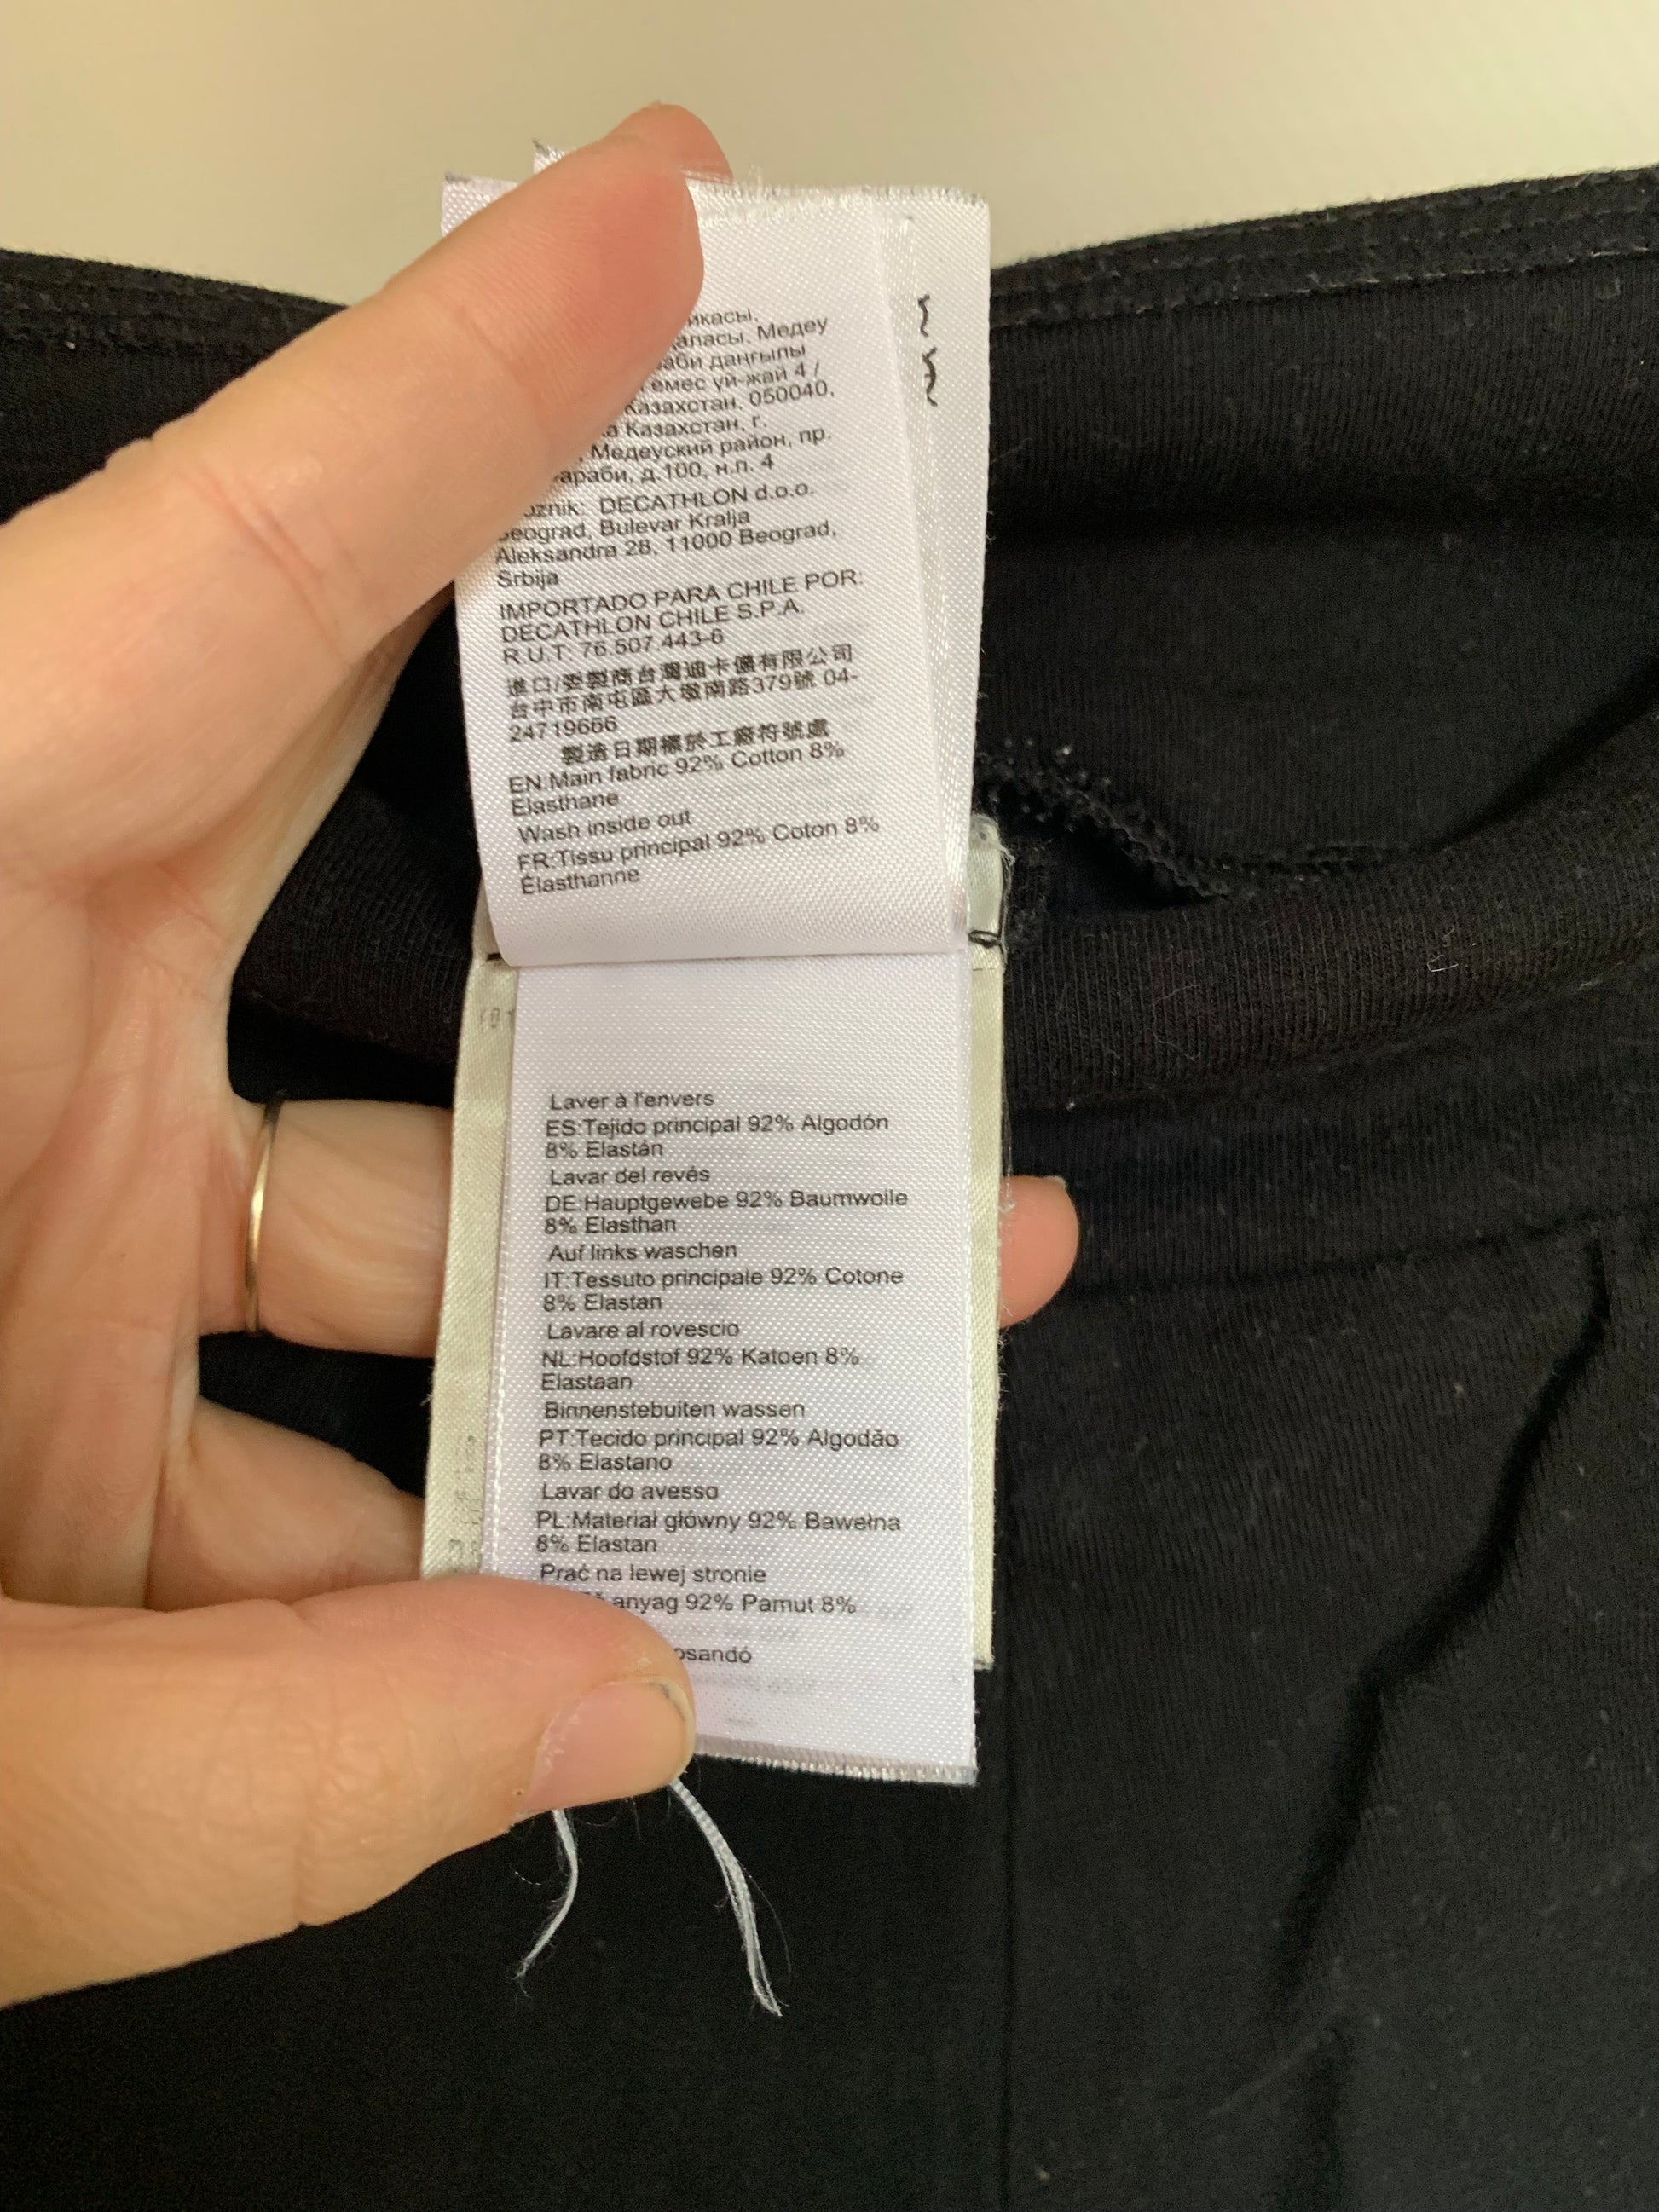 Медеу
даңғылы
емес үй-жай 4 /
Казахстан, 050040,
Казахстан, г.
Медеуский район, пр.
д.100, н.п. 4
DECATHLON d.o.o.
Beograd, Bulevar Kralja
Aleksandra 28, 11000 Beograd,
Srbija
IMPORTADO PARA CHILE POR:
DECATHLON CHILE S.P.A.
R.U.T: 76.507.443-6
進口/委製商台灣迪卡儂有限公司
台中市南屯區大墩南路379號 04-
24719666
製造日期標於工廠符號處
EN:Main fabric 92% Cotton 8%
Elasthane
Wash inside out
FR:Tissu principal 92% Coton 8%
Élasthanne
Laver à l'envers
ES:Tejido principal 92% Algodón
8% Elastán
Lavar del revés
DE:Hauptgewebe 92% Baumwolle
8% Elasthan
Auf links waschen
IT:Tessuto principale 92% Cotone
8% Elastan
Lavare al rovescio
NL:Hoofdstof 92% Katoen 8%
Elastaan
Binnenstebuiten wassen
PT:Tecido principal 92% Algodão
8% Elastano
Lavar do avesso
PL:Materiał główny 92% Bawełna
8% Elastan
Prać na lewej stronie
anyag 92% Pamut 8%